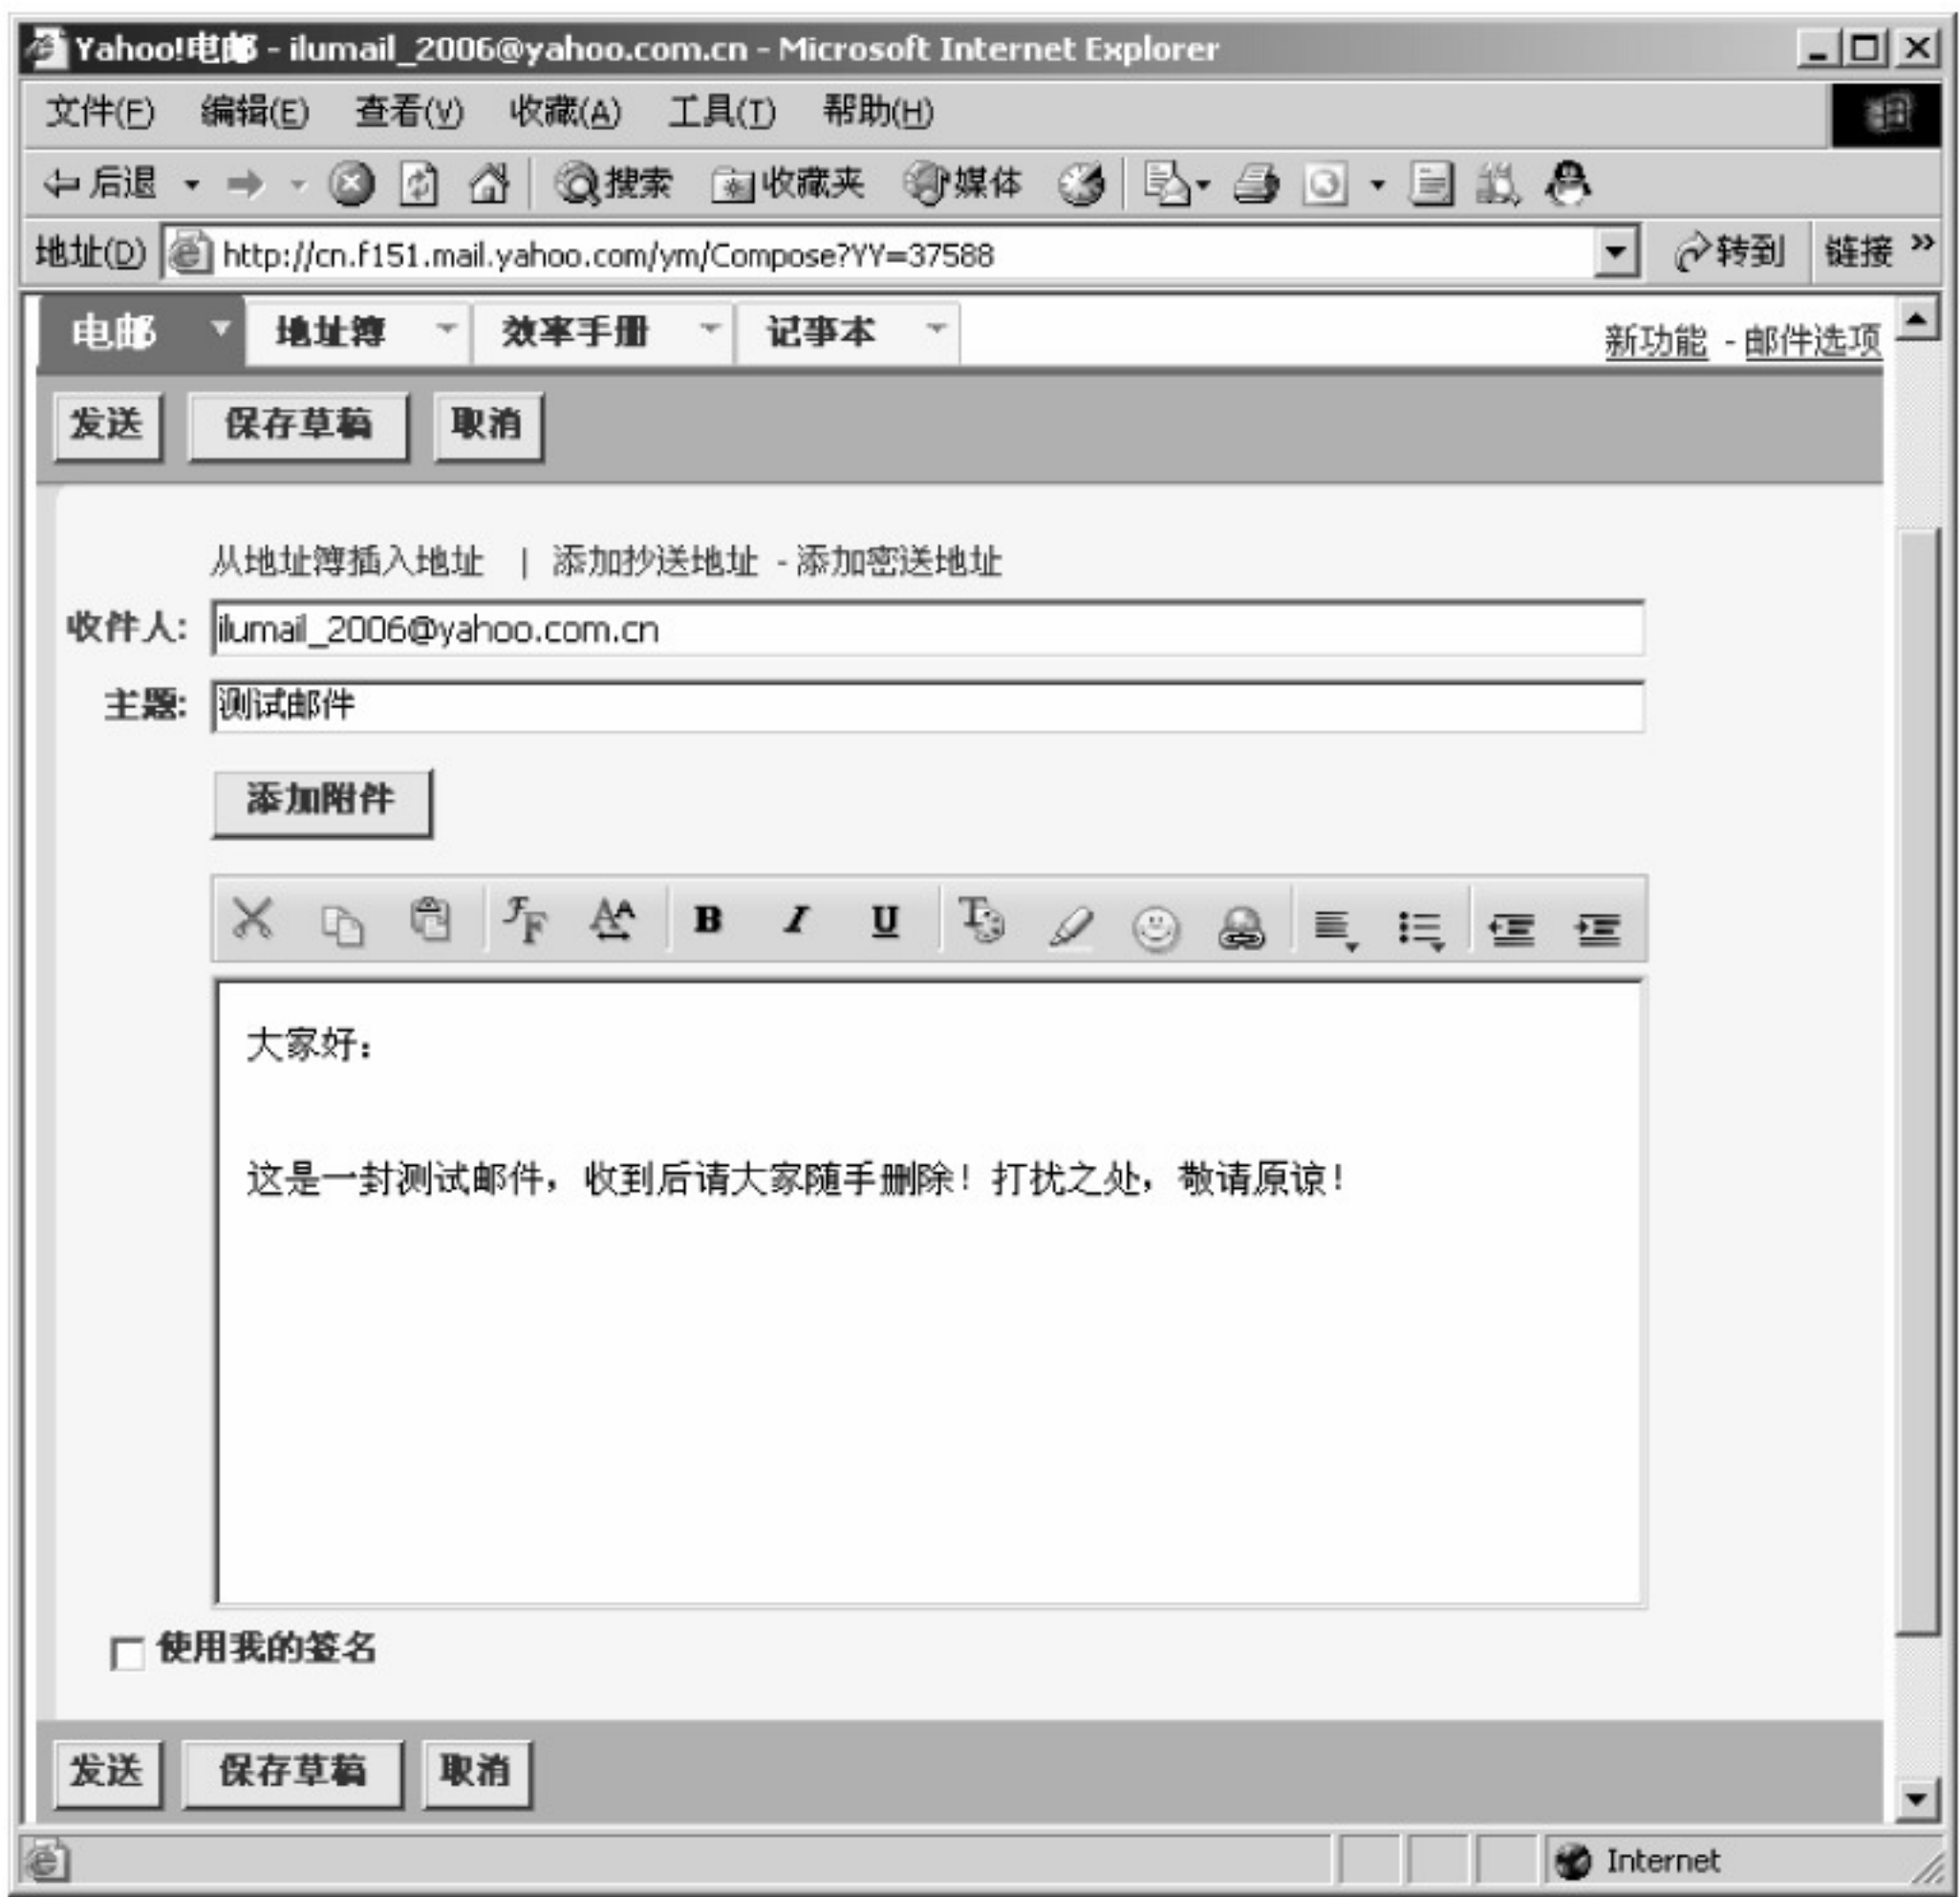 Yahoo!电邮 - ilumail_2006@yahoo.com.cn - Microsoft Internet Explorer
文件(F) 编辑(E) 查看(V) 收藏(A) 工具(T) 帮助(H)
后退 搜索 收藏夹 媒体
地址(D) http://cn.f151.mail.yahoo.com/ym/Compose?YY=37588 转到 链接 »
电邮 地址簿 效率手册 记事本 新功能 - 邮件选项
发送 保存草稿 取消
从地址簿插入地址 | 添加抄送地址 - 添加密送地址
收件人: ilumail_2006@yahoo.com.cn
主题: 测试邮件
添加附件
B I U
大家好：
这是一封测试邮件，收到后请大家随手删除！打扰之处，敬请原谅！
使用我的签名
发送 保存草稿 取消
Internet